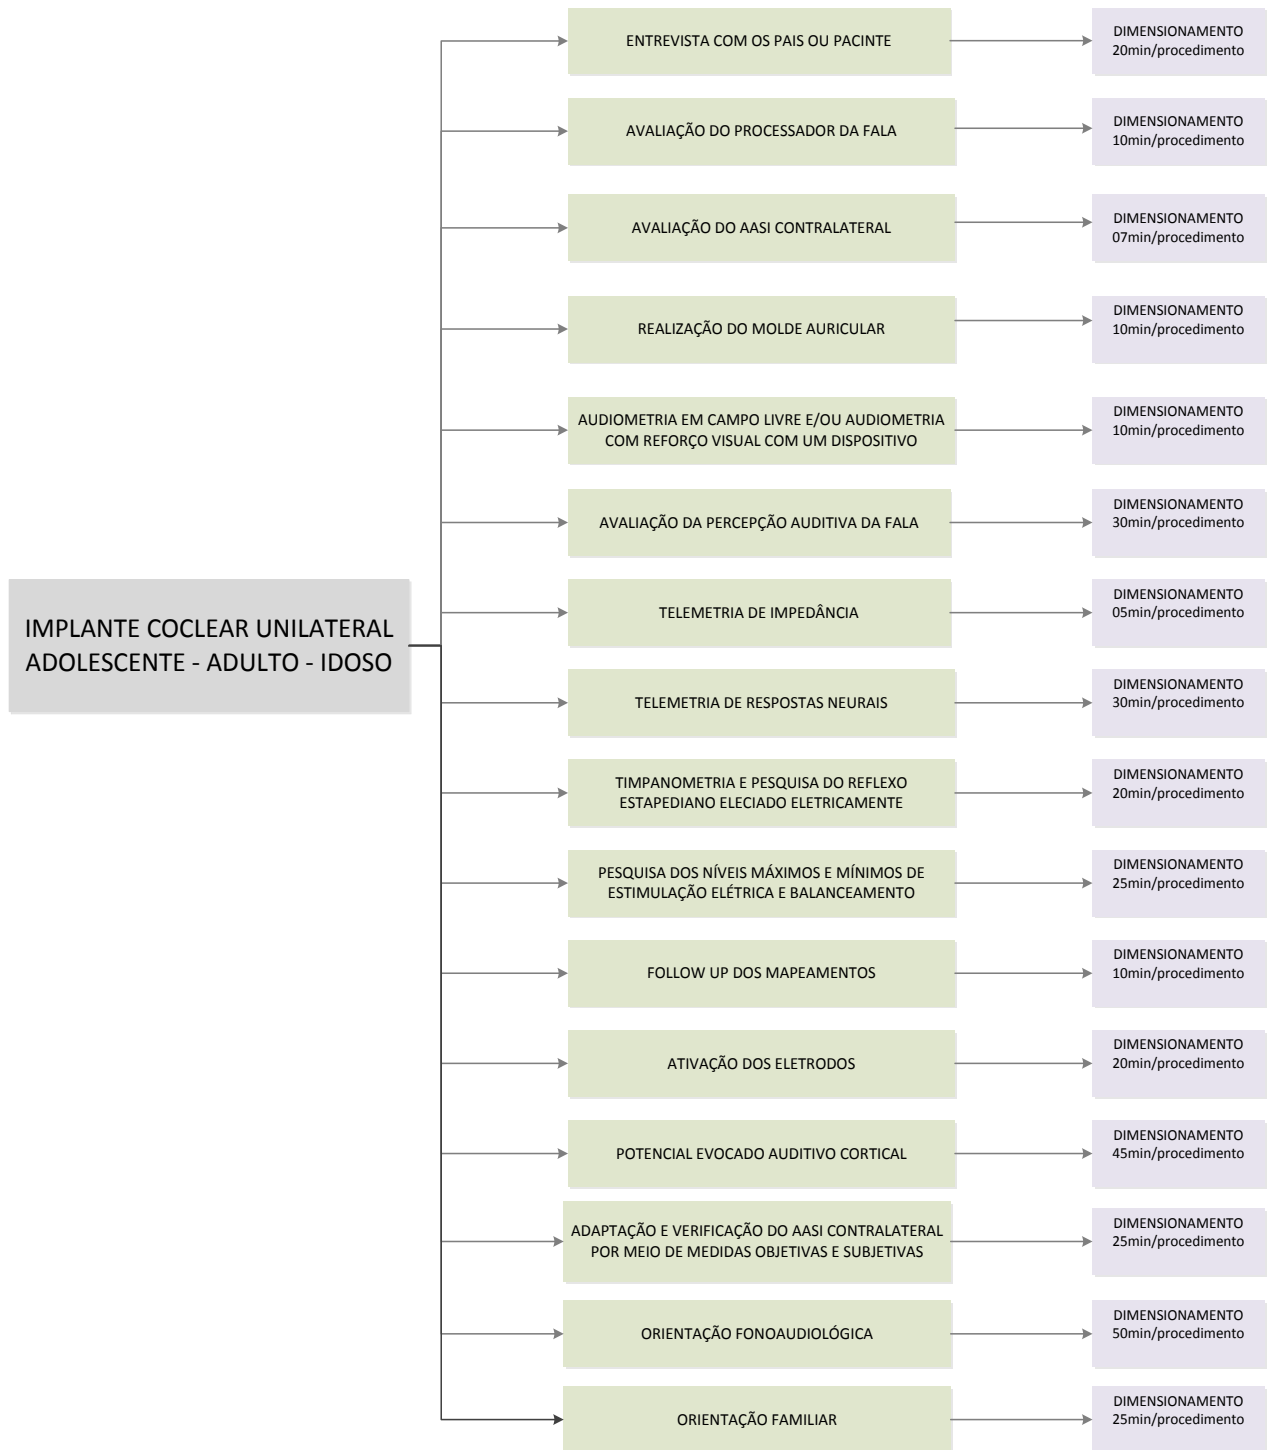 ENTREVISTA COM OS PAIS OU PACINTE
DIMENSIONAMENTO
20min/procedimento
AVALIAÇÃO DO PROCESSADOR DA FALA
DIMENSIONAMENTO
10min/procedimento
AVALIAÇÃO DO AASI CONTRALATERAL
DIMENSIONAMENTO
07min/procedimento
REALIZAÇÃO DO MOLDE AURICULAR
DIMENSIONAMENTO
10min/procedimento
AUDIOMETRIA EM CAMPO LIVRE E/OU AUDIOMETRIA
COM REFORÇO VISUAL COM UM DISPOSITIVO
DIMENSIONAMENTO
10min/procedimento
AVALIAÇÃO DA PERCEPÇÃO AUDITIVA DA FALA
DIMENSIONAMENTO
30min/procedimento
IMPLANTE COCLEAR UNILATERAL
ADOLESCENTE - ADULTO - IDOSO
TELEMETRIA DE IMPEDÂNCIA
DIMENSIONAMENTO
05min/procedimento
TELEMETRIA DE RESPOSTAS NEURAIS
DIMENSIONAMENTO
30min/procedimento
TIMPANOMETRIA E PESQUISA DO REFLEXO
ESTAPEDIANO ELECIADO ELETRICAMENTE
DIMENSIONAMENTO
20min/procedimento
PESQUISA DOS NÍVEIS MÁXIMOS E MÍNIMOS DE
ESTIMULAÇÃO ELÉTRICA E BALANCEAMENTO
DIMENSIONAMENTO
25min/procedimento
FOLLOW UP DOS MAPEAMENTOS
DIMENSIONAMENTO
10min/procedimento
ATIVAÇÃO DOS ELETRODOS
DIMENSIONAMENTO
20min/procedimento
POTENCIAL EVOCADO AUDITIVO CORTICAL
DIMENSIONAMENTO
45min/procedimento
ADAPTAÇÃO E VERIFICAÇÃO DO AASI CONTRALATERAL
POR MEIO DE MEDIDAS OBJETIVAS E SUBJETIVAS
DIMENSIONAMENTO
25min/procedimento
ORIENTAÇÃO FONOAUDIOLÓGICA
DIMENSIONAMENTO
50min/procedimento
ORIENTAÇÃO FAMILIAR
DIMENSIONAMENTO
25min/procedimento